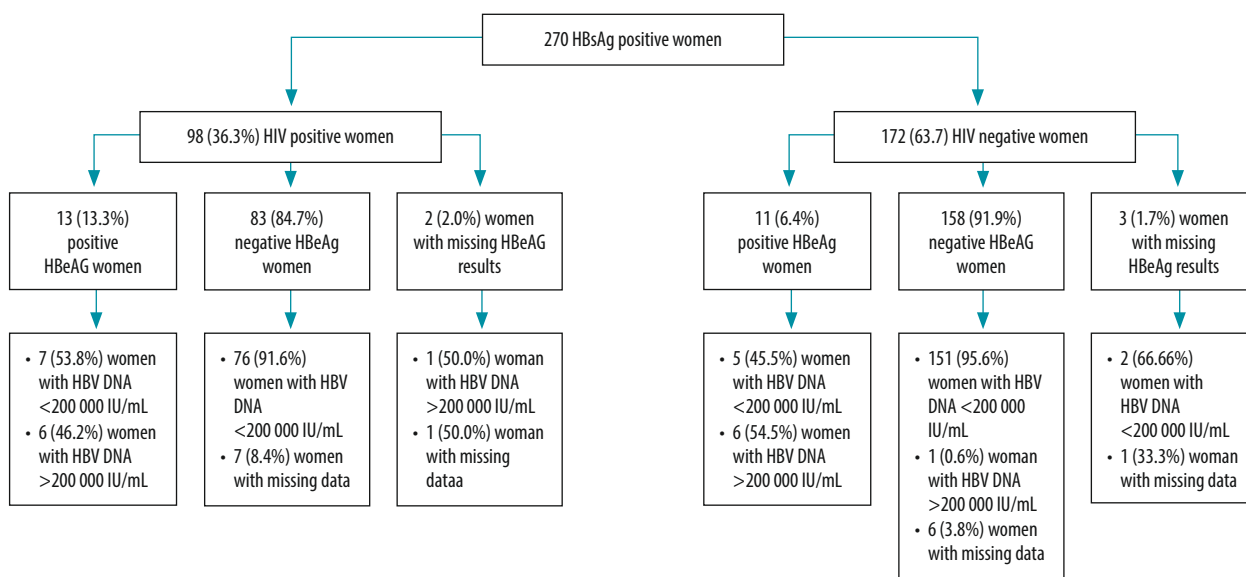 270 HBsAg positive women
98 (36.3%) HIV positive women
172 (63.7) HIV negative women
13 (13.3%)
positive
HBeAG women
83 (84.7%)
negative HBeAg
women
2 (2.0%) women
with missing HBeAG
results
11 (6.4%)
positive HBeAg
women
158 (91.9%)
negative HBeAG
women
3 (1.7%) women
with missing
HBeAg results
• 7 (53.8%) women
with HBV DNA
<200 000 IU/mL
• 6 (46.2%) women
with HBV DNA
>200 000 IU/mL
• 76 (91.6%)
women with HBV
DNA
<200 000 IU/mL
• 7 (8.4%) women
with missing data
• 1 (50.0%) woman
with HBV DNA
>200 000 IU/mL
• 1 (50.0%) woman
with missing
dataa
• 5 (45.5%) women
with HBV DNA
<200 000 IU/mL
• 6 (54.5%) women
with HBV DNA
>200 000 IU/mL
• 151 (95.6%)
women with HBV
DNA <200 000
IU/mL
• 1 (0.6%) woman
with HBV DNA
>200 000 IU/mL
• 6 (3.8%) women
with missing data
• 2 (66.66%)
women with
HBV DNA
<200 000 IU/mL
• 1 (33.3%) woman
with missing data